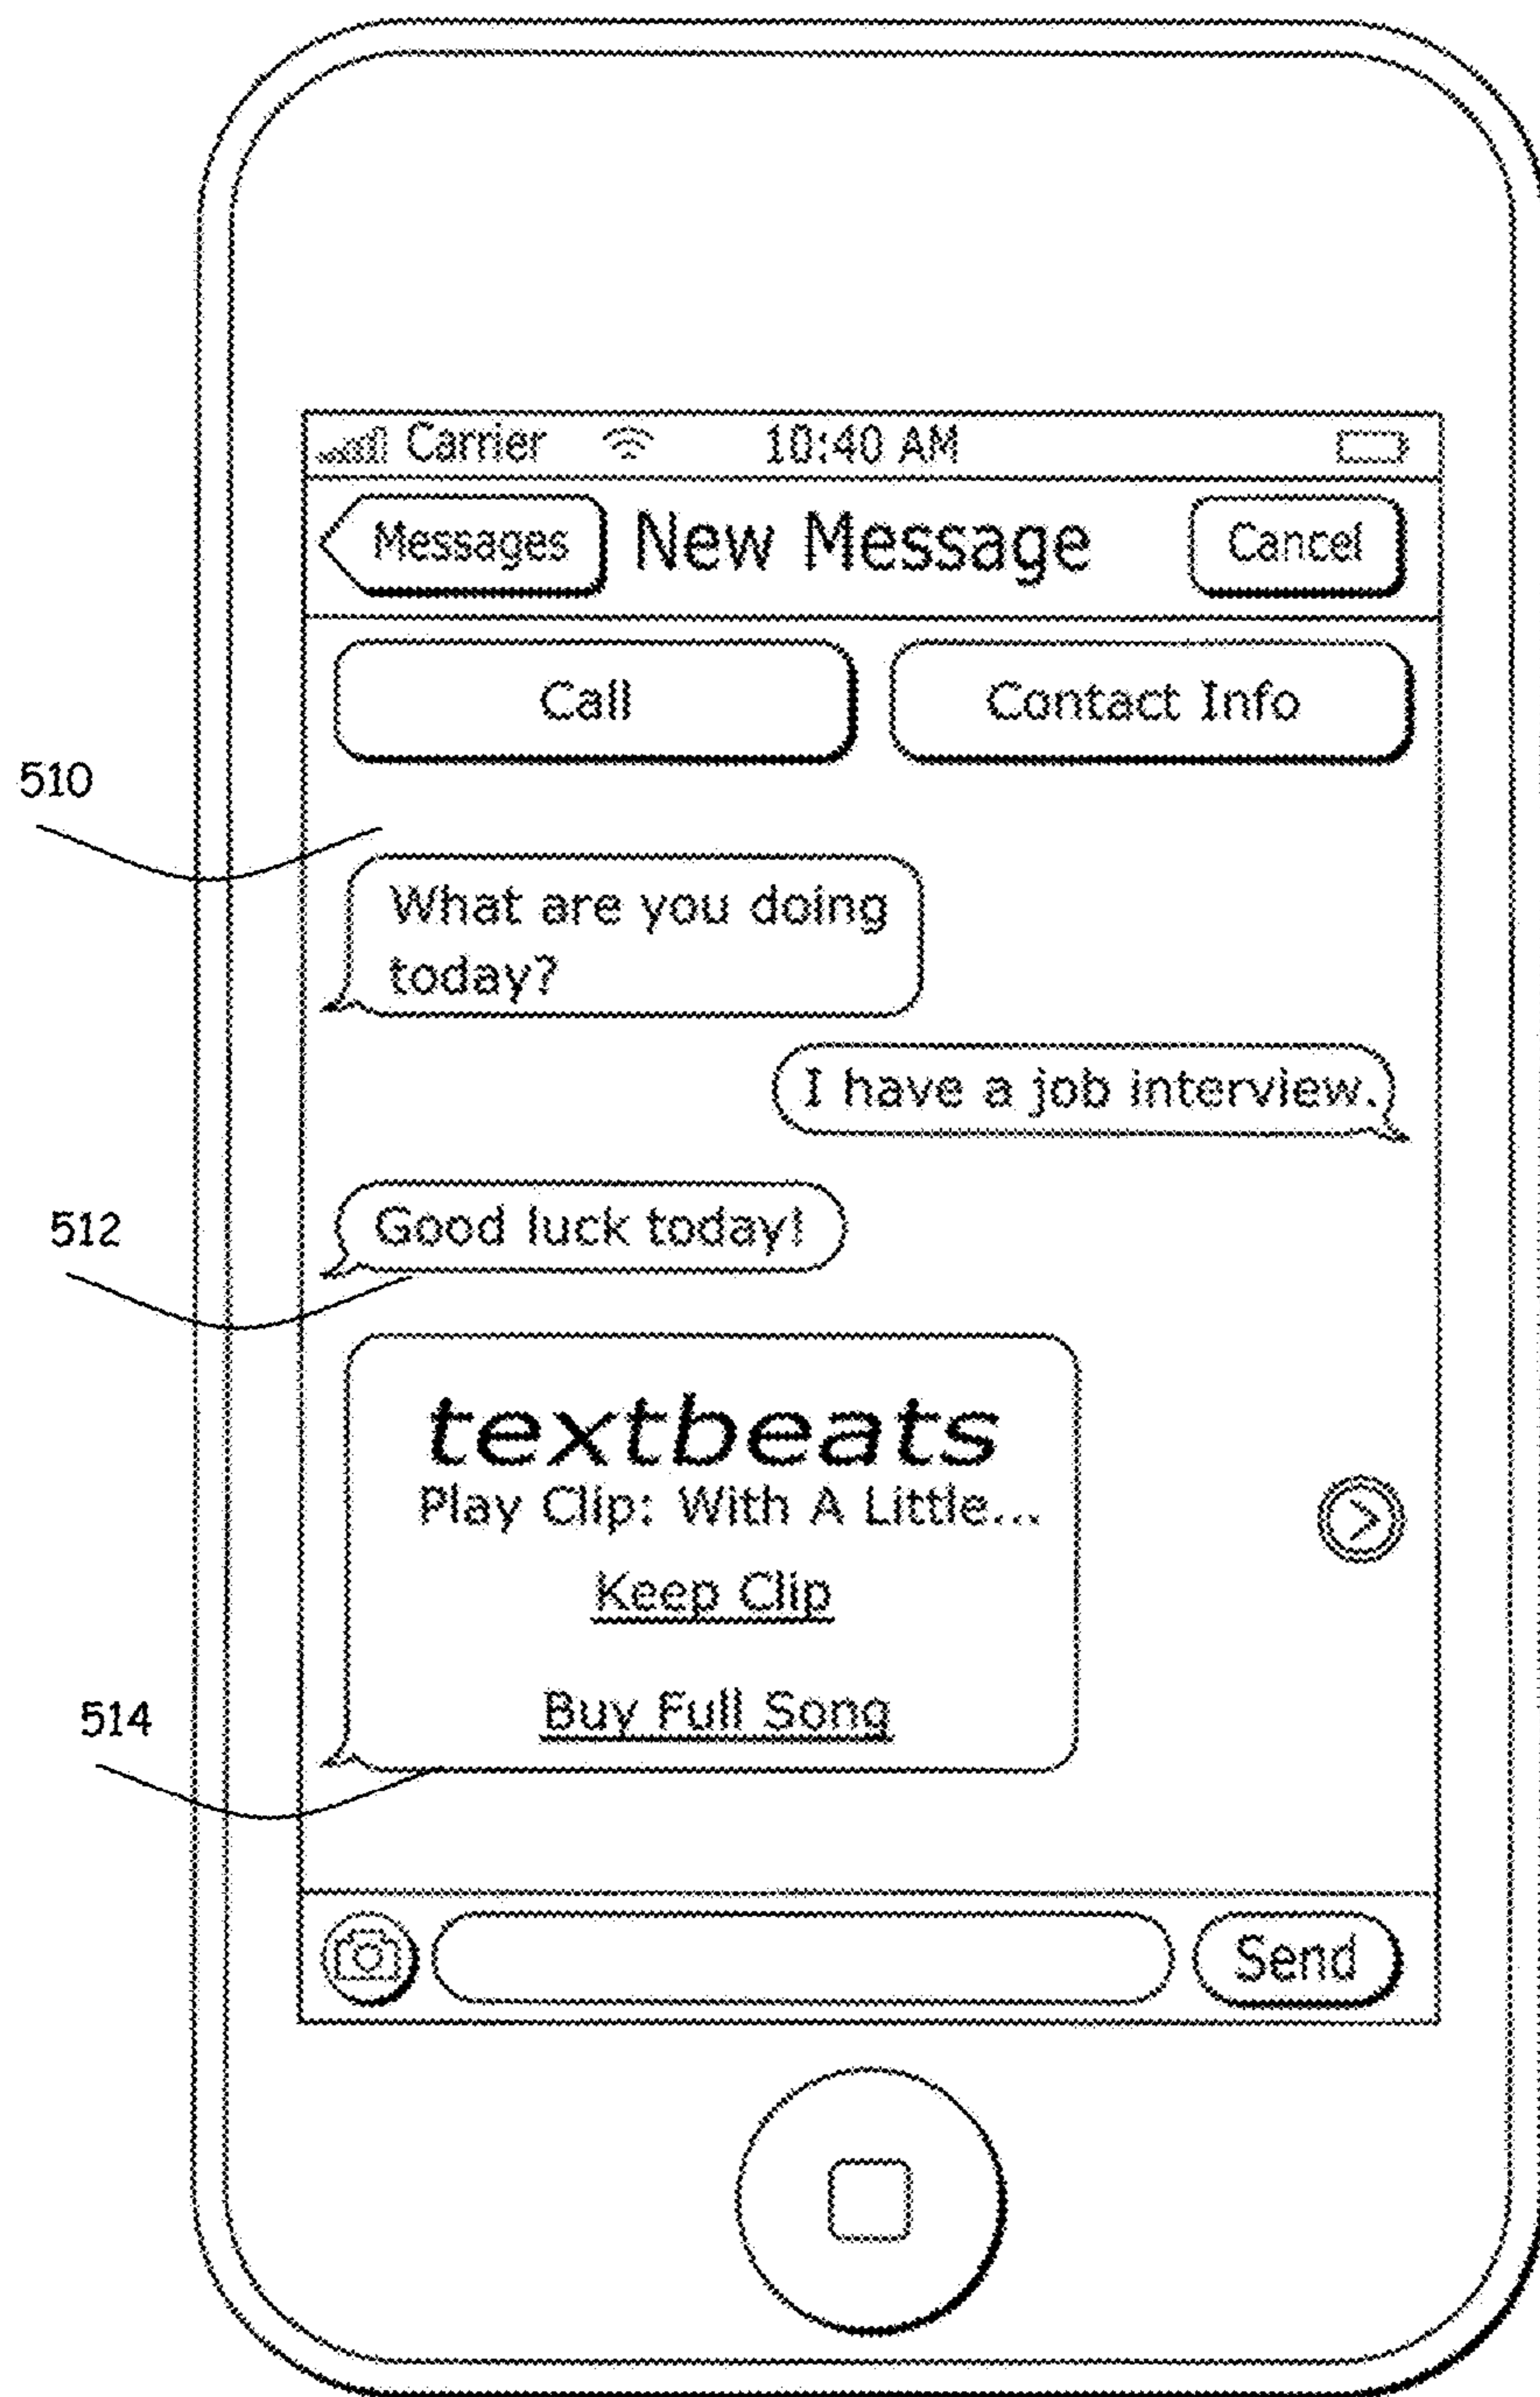 Carrier 10:40 AM
Messages New Message Cancel
Call Contact Info
510
What are you doing
today?
I have a job interview.
512
Good luck today!
textbeats
Play Clip: With A Little...
Keep Clip
514
Buy Full Song
Send